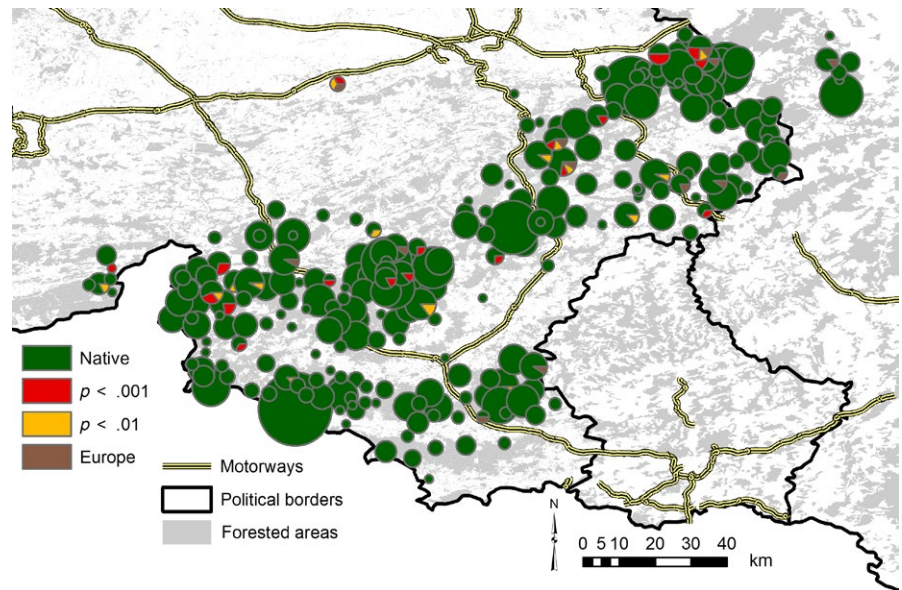 Native
p < .001
p < .01
Europe
Motorways
Political borders
Forested areas
N
0 5 10 20 30 40
km